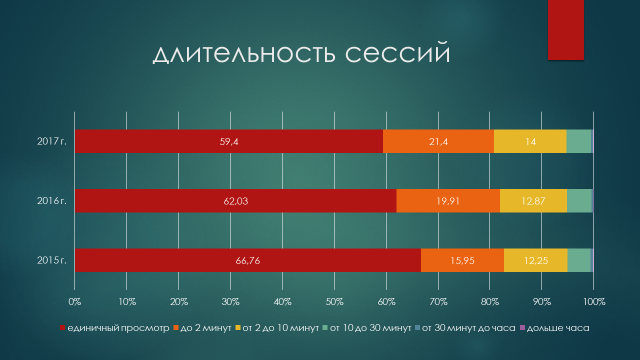 длительность сессий
2017 г.
59,4
21,4
14
2016 г.
62,03
19,91
12,87
2015 г.
66,76
15,95
12,25
0% 10% 20% 30% 40% 50% 60% 70% 80% 90% 100%
единичный просмотр до 2 минут от 2 до 10 минут от 10 до 30 минут от 30 минут до часа дольше часа